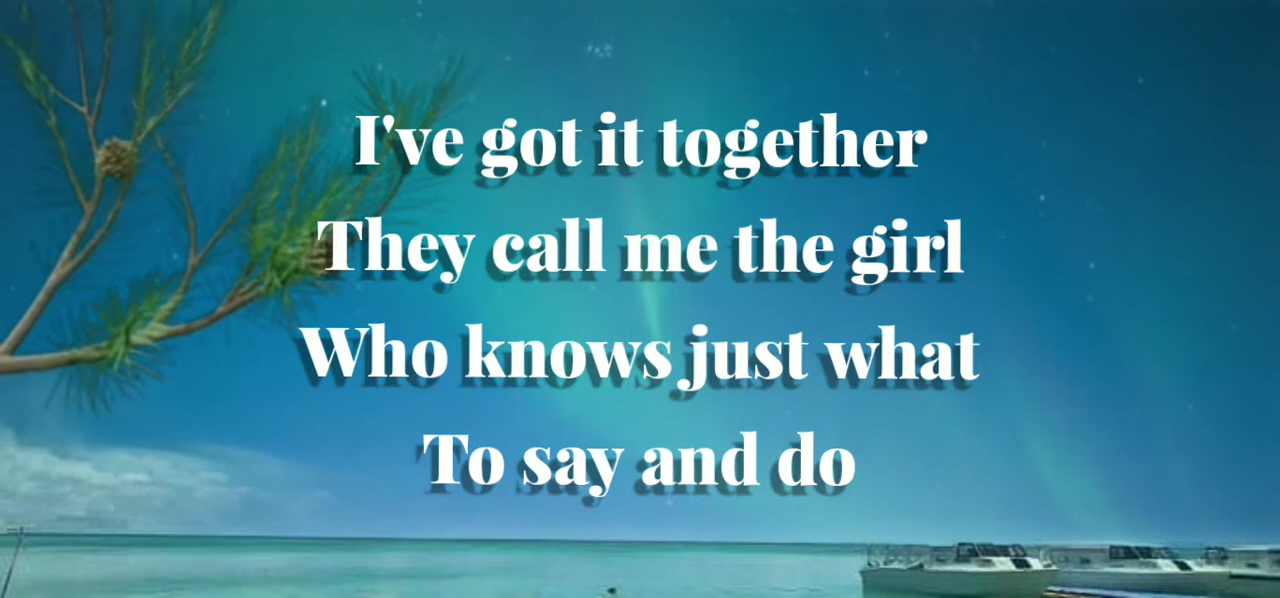 I've got it together
They call me the girl
Who knows just what
To say and do